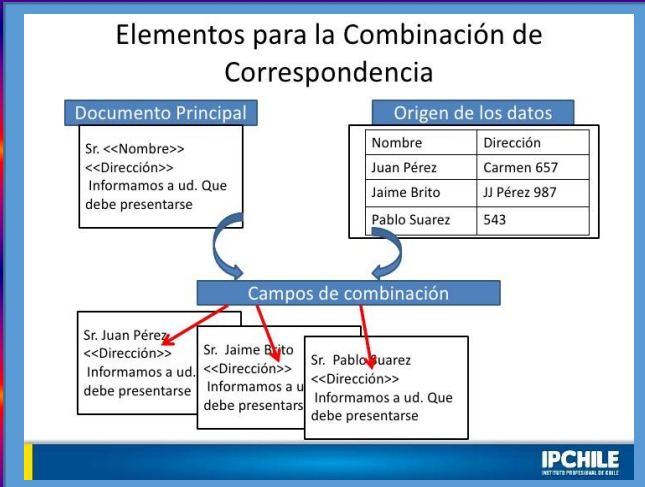 Elementos para la Combinación de
Correspondencia
Documento Principal
Sr. <<Nombre>>
<<Dirección>>
Informamos a ud. Que
debe presentarse
Origen de los datos
Nombre Dirección
Juan Pérez Carmen 657
Jaime Brito JJ Pérez 987
Pablo Suarez 543
Campos de combinación
Sr. Juan Pérez
<<Dirección>>
Informamos a ud.
debe presentarse
Sr. Jaime Brito
<<Dirección>>
Informamos a u
debe presentars
Sr. Pablo Suarez
<<Dirección>>
Informamos a ud. Que
debe presentarse
IPCHILE
INSTITUTO PROFESIONAL DE CHILE